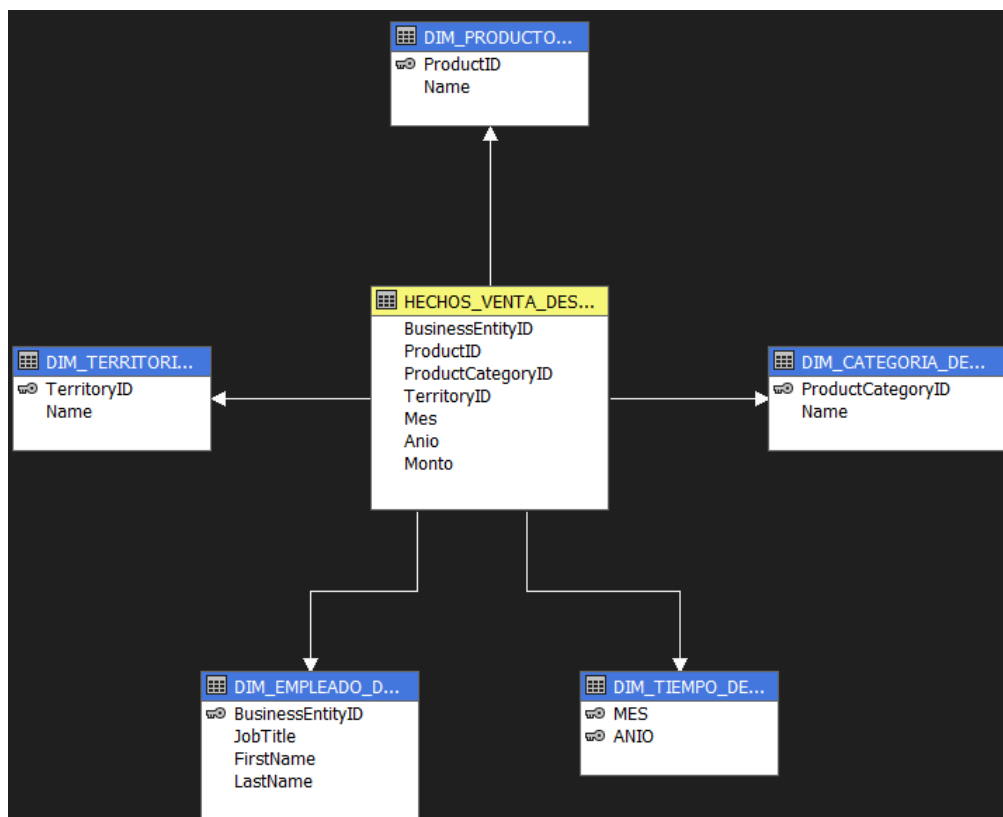 DIM_PRODUCTO...
ProductID
Name
HECHOS_VENTA_DES...
BusinessEntityID
ProductID
ProductCategoryID
TerritoryID
Mes
Anio
Monto
DIM_TERRITORI...
TerritoryID
Name
DIM_CATEGORIA_DE...
ProductCategoryID
Name
DIM_EMPLEADO_D...
BusinessEntityID
JobTitle
FirstName
LastName
DIM_TIEMPO_DE...
MES
ANIO